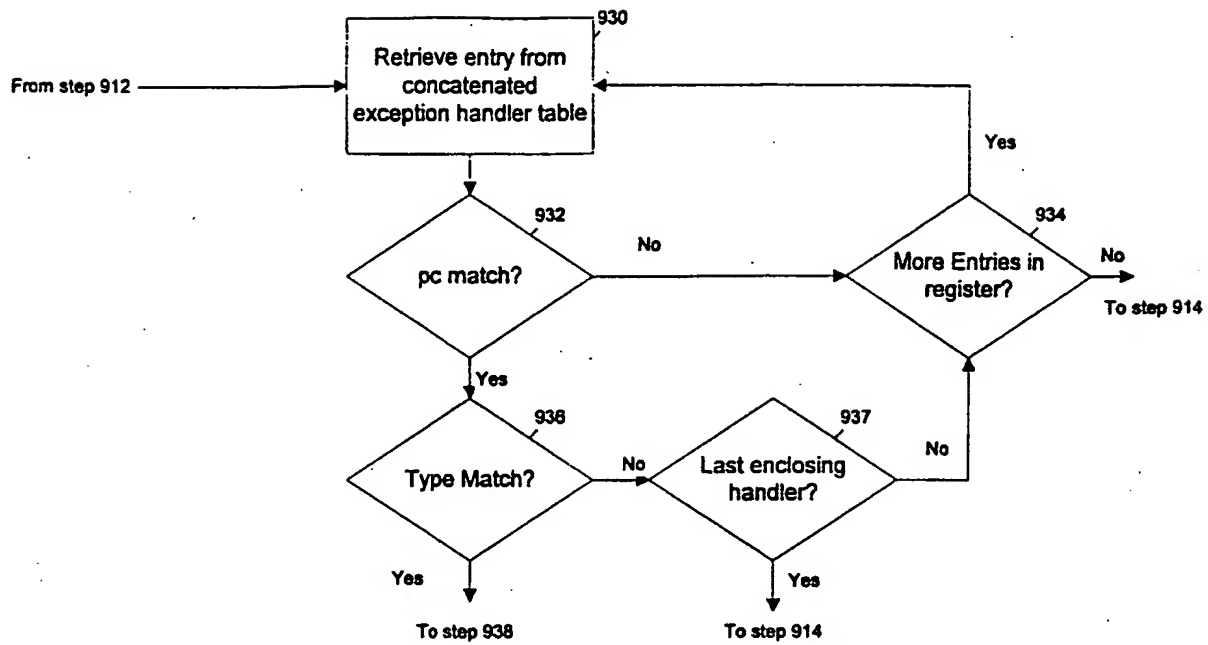 930
Retrieve entry from
concatenated
exception handler table
From step 912
Yes
932
pc match?
No
934
More Entries in
register?
No
To step 914
Yes
936
Type Match?
No
937
Last enclosing
handler?
No
Yes
To step 938
Yes
To step 914